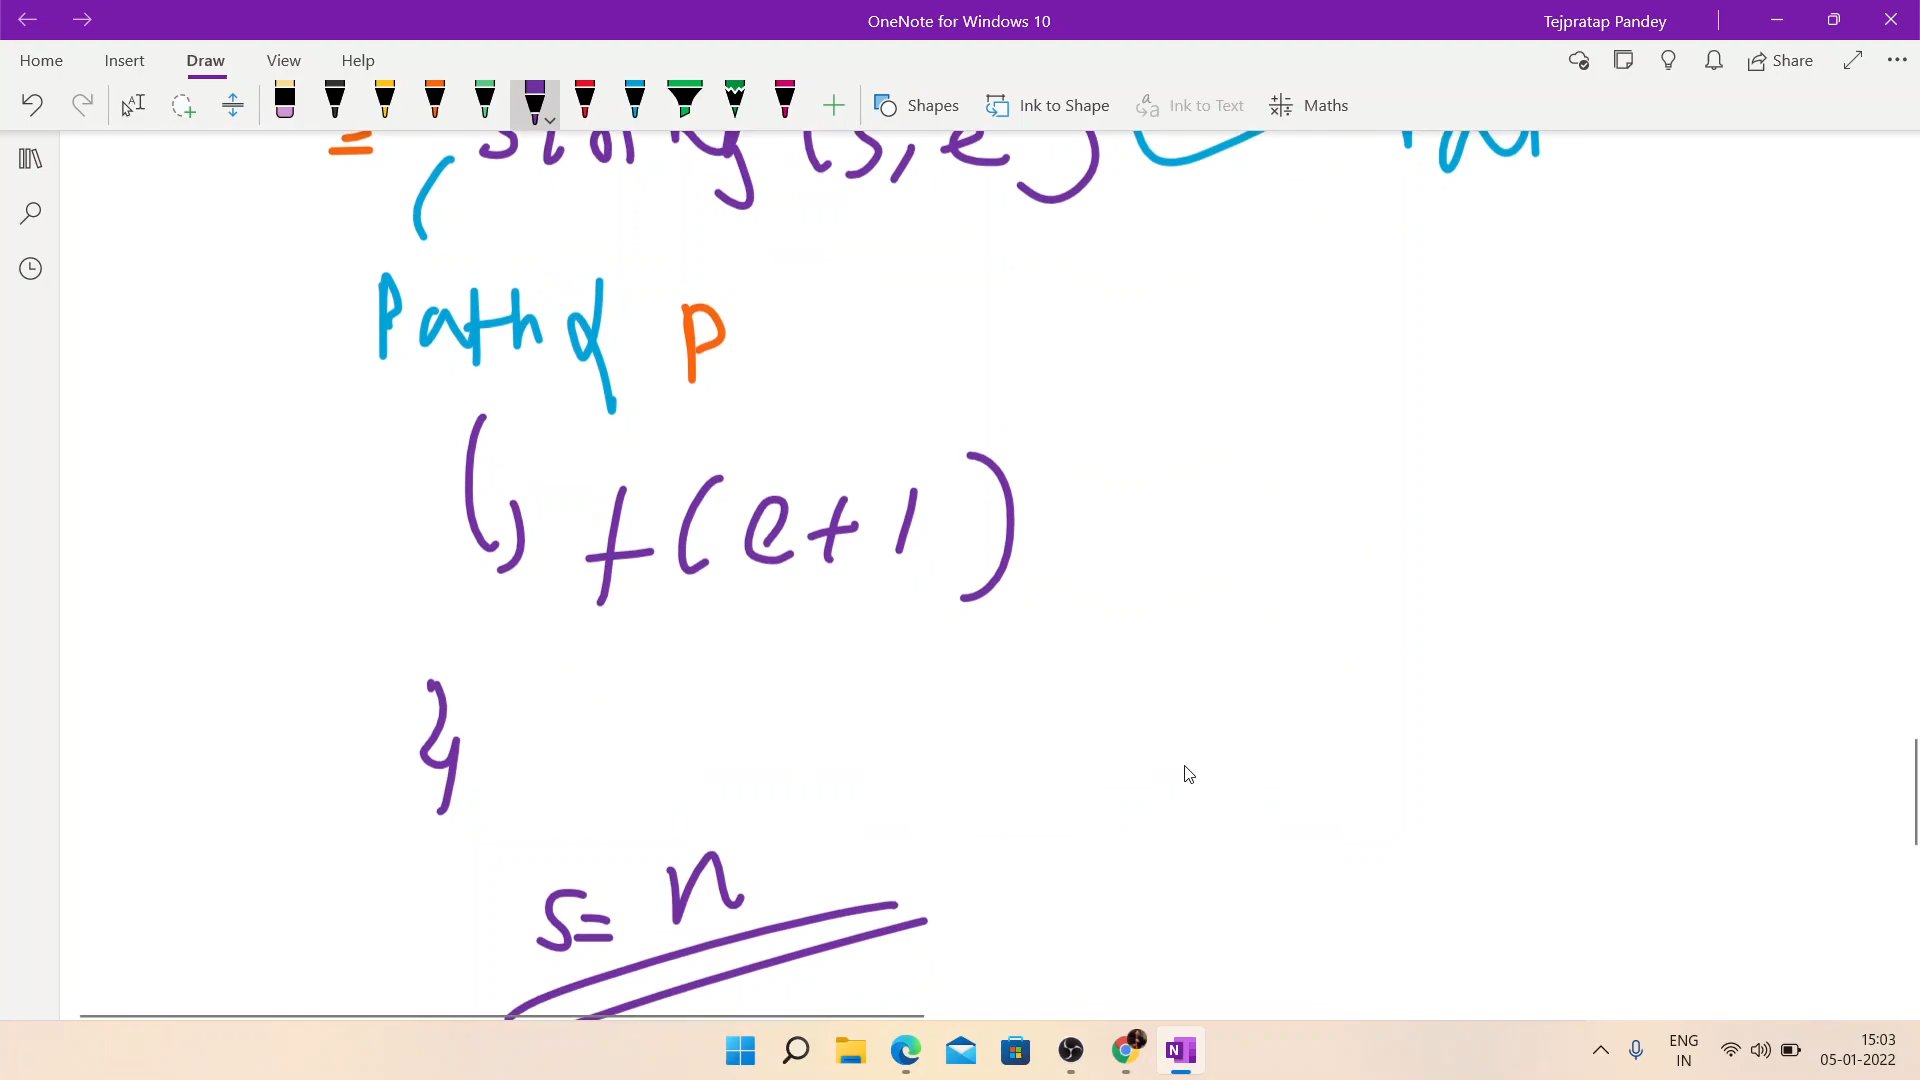 OneNote for Windows 10
Tejpratap Pandey
Home Insert Draw View Help
Share
Shapes Ink to Shape Ink to Text Maths
= (s, e)
Path of P
f(e+1)
}
s= n
ENG
IN
15:03
05-01-2022